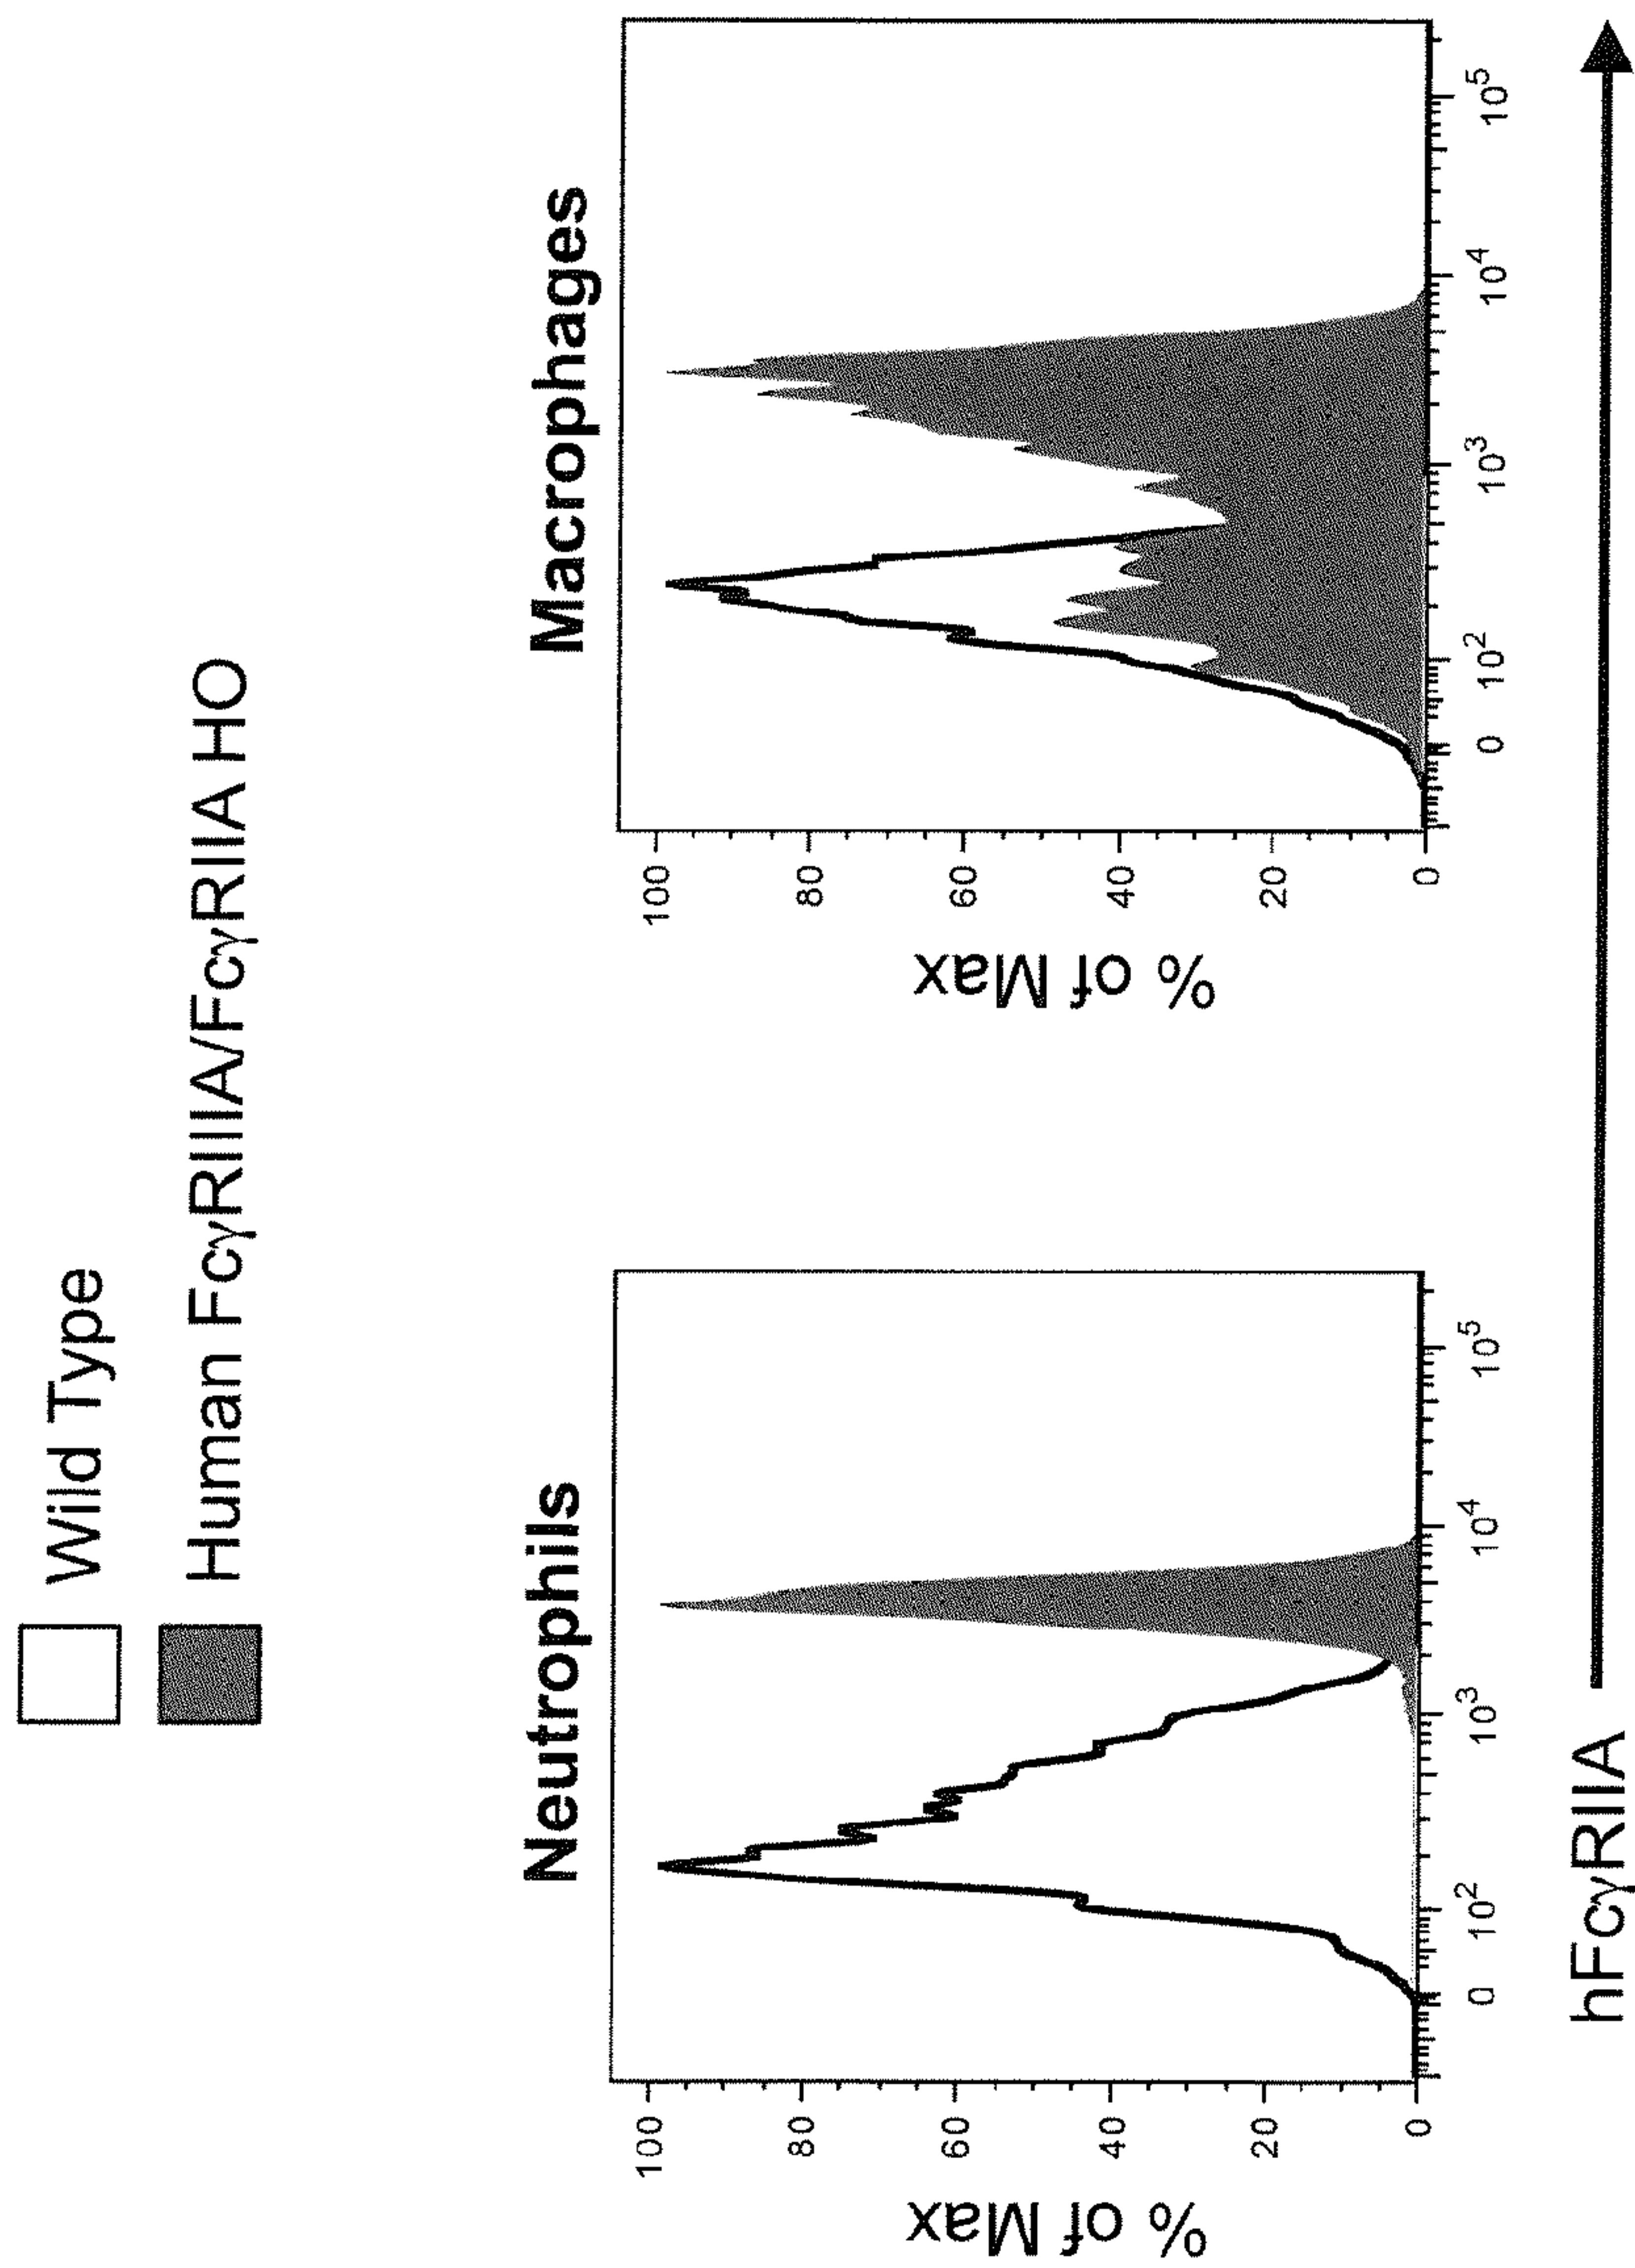 Wild Type
Human FcγRIIIA/FcγRIIA HO
Neutrophils
% of Max
100
80
60
40
20
0
0 10² 10³ 10⁴ 10⁵
Macrophages
% of Max
100
80
60
40
20
0
0 10² 10³ 10⁴ 10⁵
hFcγRIIA